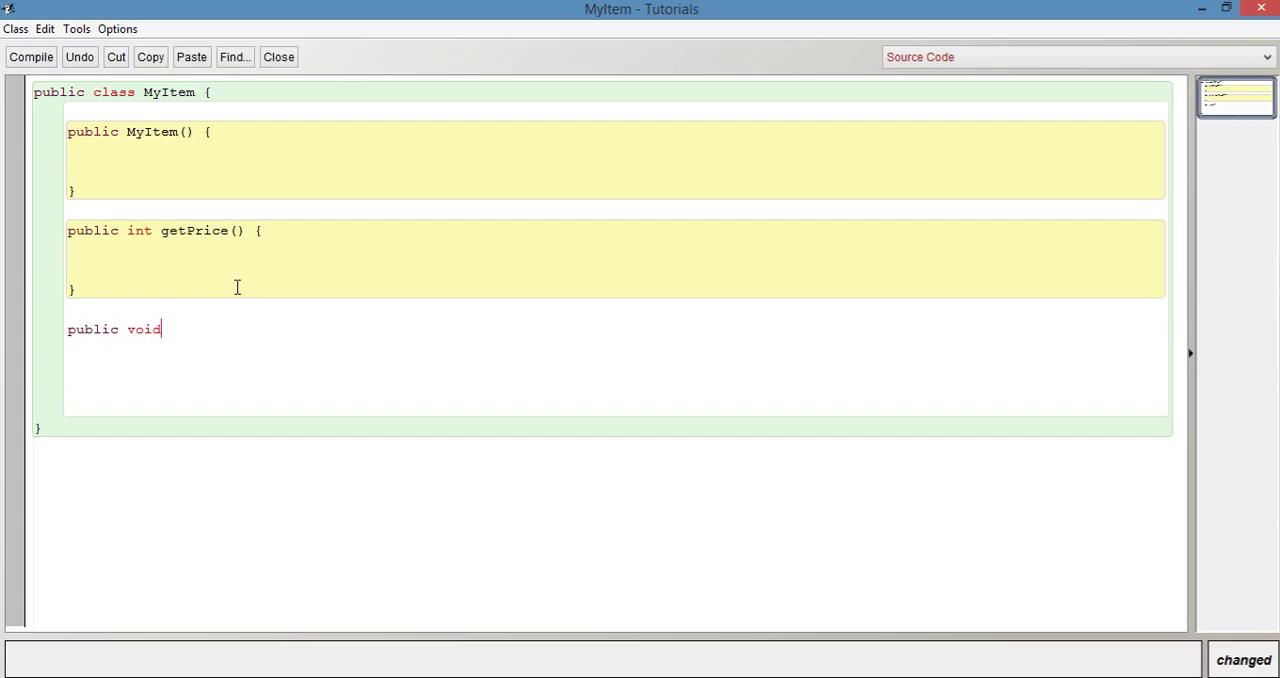 MyItem - Tutorials
Class Edit Tools Options
Compile Undo Cut Copy Paste Find... Close Source Code
public class MyItem {
public MyItem() {
}
public int getPrice() {
}
public void
}
changed